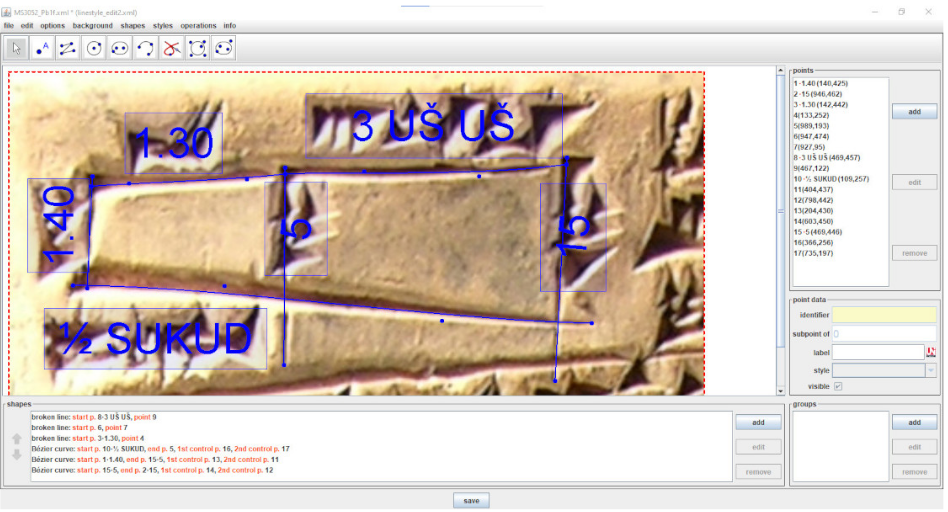 MS3052_Pb1f.xml * (linestyle_edit2.xml)
file edit options background shapes styles operations info
A
1.30
3 UŠ UŠ
1.40
5
15
½ SUKUD
points
1-1.40 (140,425)
2-15 (946,462)
3-1.30 (142,442)
4(133,252)
5(989,193)
6(947,474)
7(927,95)
8-3 UŠ UŠ (469,457)
9(467,122)
10-½ SUKUD (109,257)
11(404,437)
12(798,442)
13(204,430)
14(603,450)
15-5 (469,446)
16(366,256)
17(735,197)
add
edit
remove
point data
identifier
subpoint of 0
label
style
visible
shapes
broken line: start p. 8-3 UŠ UŠ, point 9
broken line: start p. 6, point 7
broken line: start p. 3-1.30, point 4
Bézier curve: start p. 10-½ SUKUD, end p. 5, 1st control p. 16, 2nd control p. 17
Bézier curve: start p. 1-1.40, end p. 15-5, 1st control p. 13, 2nd control p. 11
Bézier curve: start p. 15-5, end p. 2-15, 1st control p. 14, 2nd control p. 12
add
edit
remove
groups
add
edit
remove
save